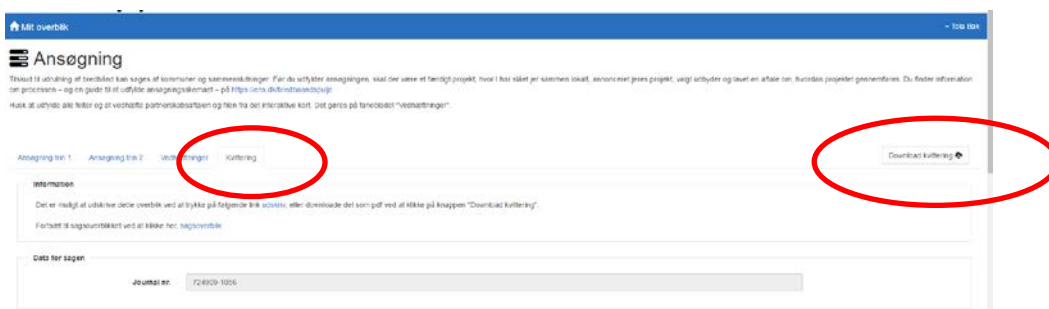 Mit overblik
Ansøgning
Tilskud til udrulning af bredbånd kan søges af kommuner og sammenslutninger. Før du udfylder ansøgningen, skal der være et færdigt projekt, hvor I har slået jer sammen lokalt, annonceret jeres projekt, valgt udbyder og lavet en aftale om, hvordan projektet gennemføres. Du finder information
om processen – og en guide til at udfylde ansøgningsskemaet – på https://ens.dk/bredbaandspulje
Husk at udfylde alle felter og at vedhæfte partnerskabsaftalen og filen fra det interaktive kort. Det gøres på fanebladet "Vedhæftninger".
Ansøgning trin 1 Ansøgning trin 2 Vedhæftninger Kvittering Download kvittering
Information
Det er muligt at udskrive dette overblik ved at trykke på følgende link udskriv, eller downloade det som pdf ved at klikke på knappen "Download kvittering".
Fortsæt til sagsoverblikket ved at klikke her, sagsoverblik
Data for sagen
Journal nr. 724909-1056